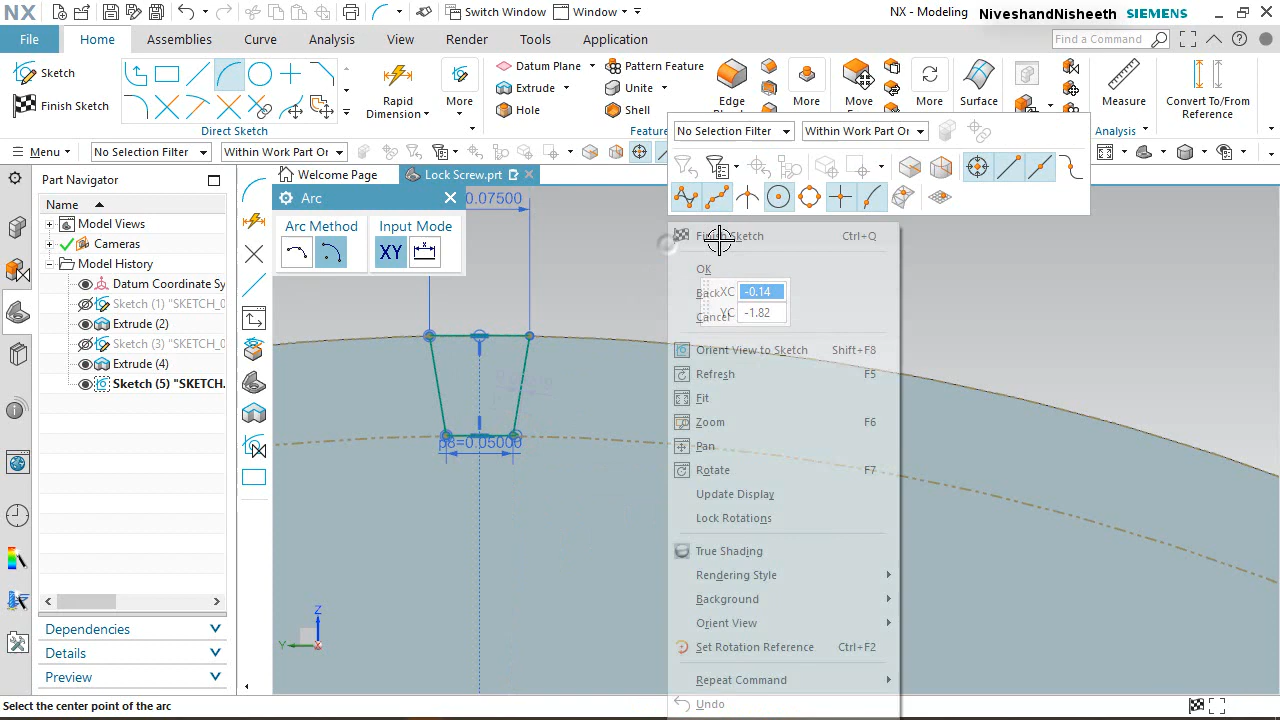 NX
Switch Window
Window
NX - Modeling
NiveshandNisheeth
SIEMENS
File
Home
Assemblies
Curve
Analysis
View
Render
Tools
Application
Find a Command
Sketch
Finish Sketch
Rapid
Dimension
More
Direct Sketch
Datum Plane
Extrude
Hole
Pattern Feature
Unite
Shell
Edge
More
Move
More
Surface
Measure
Convert To/From
Reference
Analysis
Menu
No Selection Filter
Within Work Part Or
No Selection Filter
Within Work Part Or
Part Navigator
Name
Model Views
Cameras
Model History
Datum Coordinate Sy
Sketch (1) "SKETCH_0
Extrude (2)
Sketch (3) "SKETCH_0
Extrude (4)
Sketch (5) "SKETCH.
Dependencies
Details
Preview
Welcome Page
Lock Screw.prt
Arc
Arc Method
Input Mode
XY
0.07500
p8=0.05000
Z
Y
Ctrl+Q
OK
Back
Cancel
XC
-0.14
YC
-1.82
Orient View to Sketch Shift+F8
Refresh F5
Fit
Zoom F6
Pan
Rotate F7
Update Display
Lock Rotations
True Shading
Rendering Style
Background
Orient View
Set Rotation Reference Ctrl+F2
Repeat Command
Undo
Select the center point of the arc